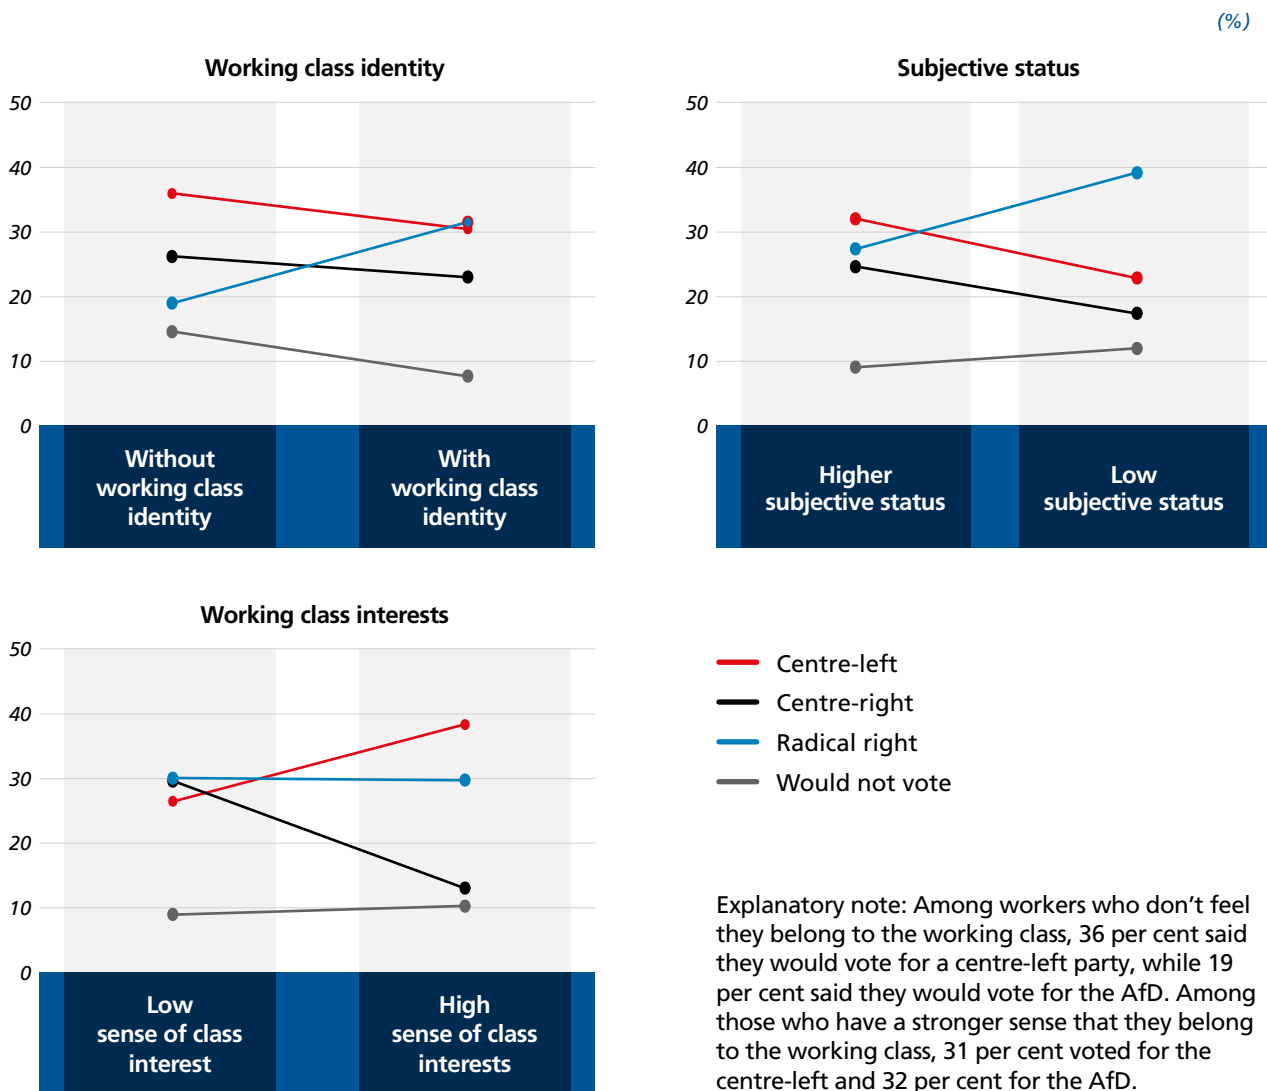 (%)
Working class identity
50
40
30
20
10
0
Without
working class
identity
With
working class
identity
Subjective status
50
40
30
20
10
0
Higher
subjective status
Low
subjective status
Working class interests
50
40
30
20
10
0
Low
sense of class
interest
High
sense of class
interests
Centre-left
Centre-right
Radical right
Would not vote
Explanatory note: Among workers who don’t feel
they belong to the working class, 36 per cent said
they would vote for a centre-left party, while 19
per cent said they would vote for the AfD. Among
those who have a stronger sense that they belong
to the working class, 31 per cent voted for the
centre-left and 32 per cent for the AfD.